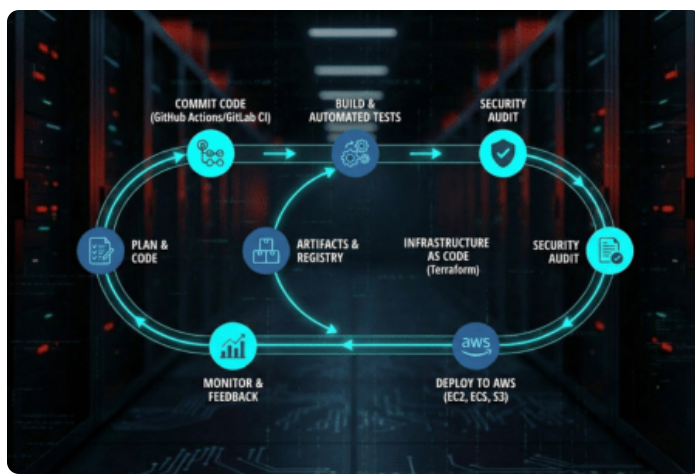 COMMIT CODE
(GitHub Actions/GitLab CI)
BUILD &
AUTOMATED TESTS
SECURITY
AUDIT
PLAN &
CODE
ARTIFACTS &
REGISTRY
INFRASTRUCTURE
AS CODE
(Terraform)
SECURITY
AUDIT
aws
MONITOR &
FEEDBACK
DEPLOY TO AWS
(EC2, ECS, S3)